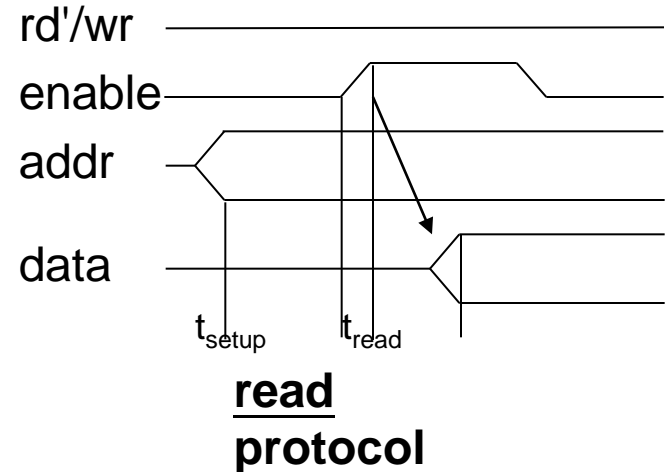 rd'/wr
enable
addr
data
tsetup tread
read
protocol